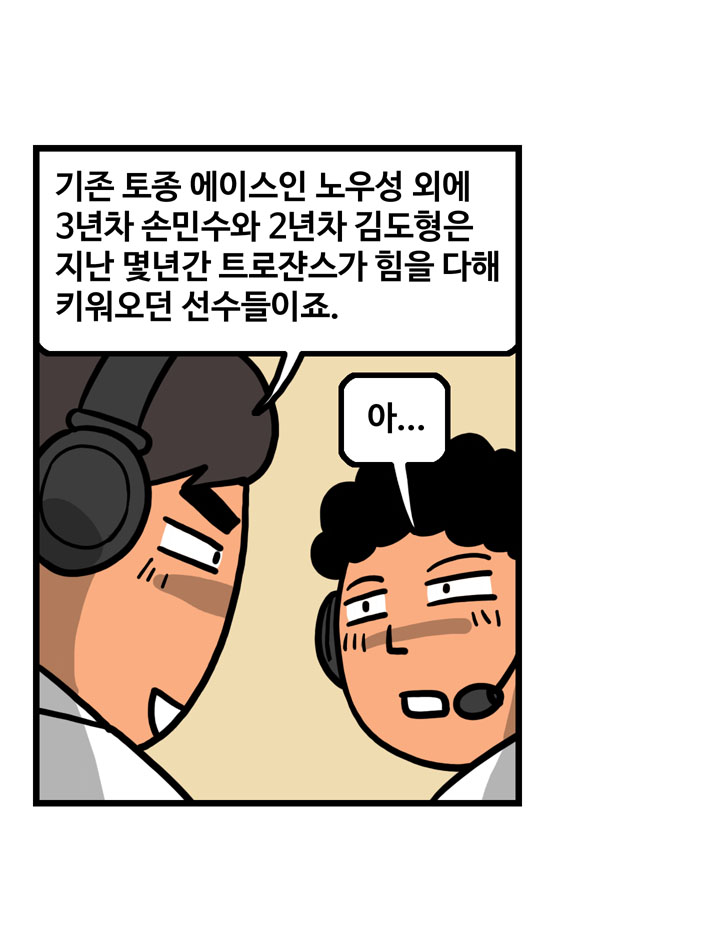 기존 토종 에이스인 노우성 외에
3년차 손민수와 2년차 김도형은
지난 몇년간 트로쟌스가 힘을 다해
키워오던 선수들이죠.
아...